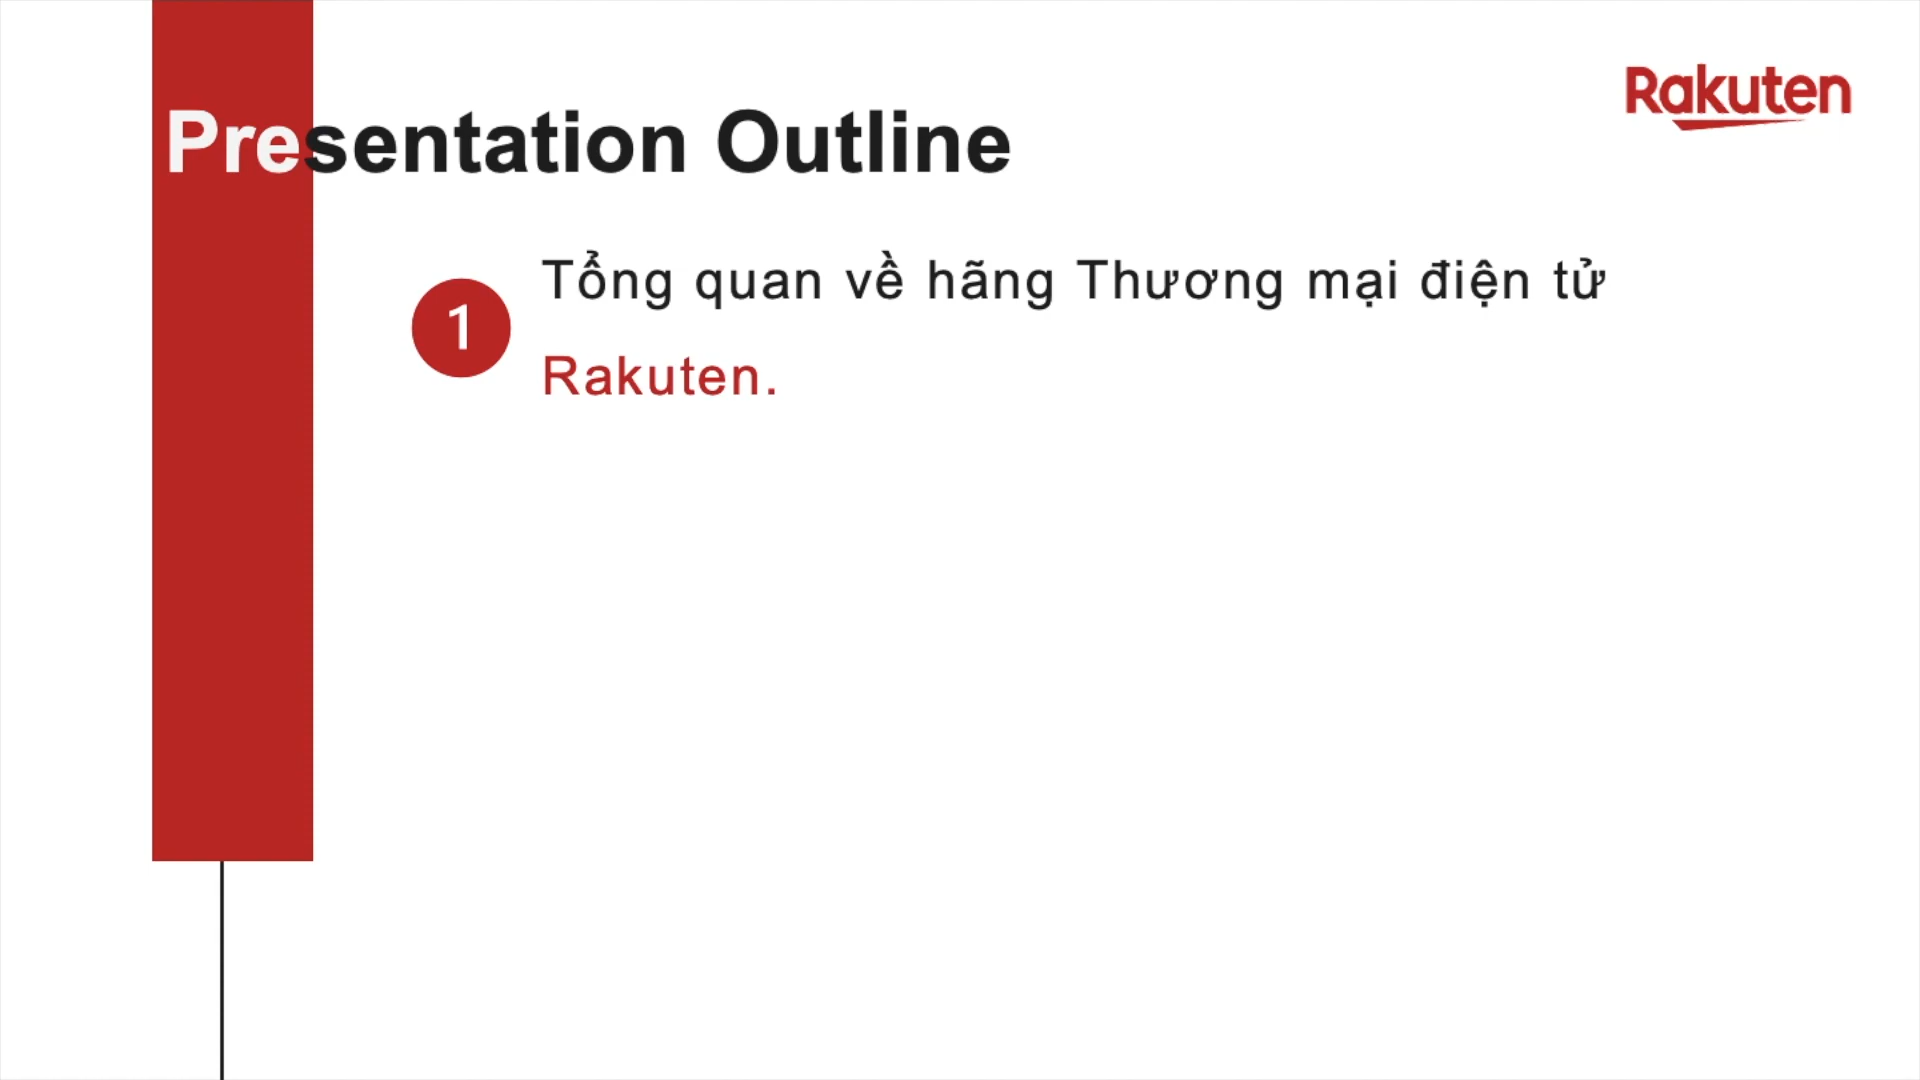 Rakuten
Presentation Outline
1
Tổng quan về hãng Thương mại điện tử
Rakuten.